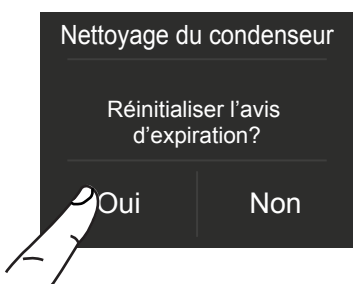 Nettoyage du condenseur
Réinitialiser l’avis
d’expiration?
Oui
Non